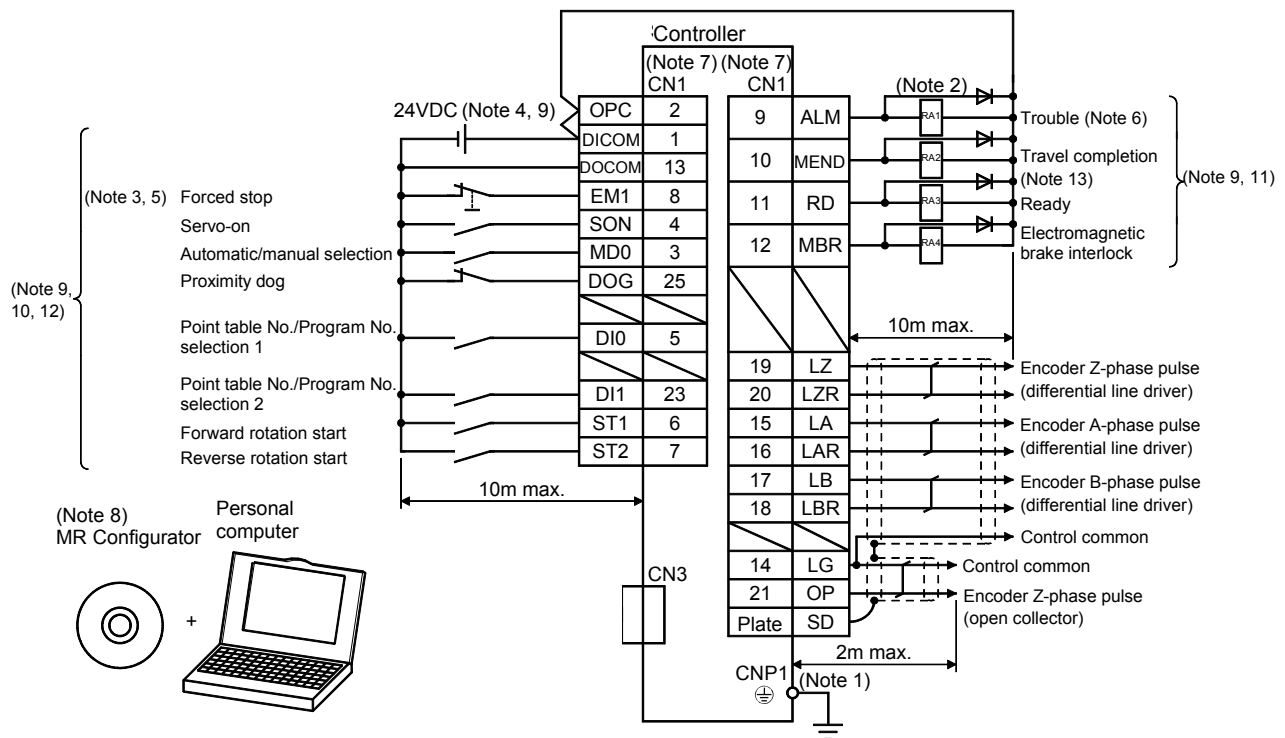 Controller
(Note 7) (Note 7)
CN1 CN1
24VDC (Note 4, 9)
OPC 2
DICOM 1
DOCOM 13
(Note 3, 5) Forced stop EM1 8
Servo-on SON 4
Automatic/manual selection MD0 3
Proximity dog DOG 25
(Note 9,
10, 12)
Point table No./Program No.
selection 1 DI0 5
Point table No./Program No.
selection 2 DI1 23
Forward rotation start ST1 6
Reverse rotation start ST2 7
10m max.
(Note 2)
9 ALM RA1 Trouble (Note 6)
10 MEND RA2 Travel completion
(Note 13)
11 RD RA3 Ready
12 MBR RA4 Electromagnetic
brake interlock
(Note 9, 11)
10m max.
19 LZ Encoder Z-phase pulse
20 LZR (differential line driver)
15 LA Encoder A-phase pulse
16 LAR (differential line driver)
17 LB Encoder B-phase pulse
18 LBR (differential line driver)
Control common
14 LG Control common
21 OP Encoder Z-phase pulse
(open collector)
Plate SD
2m max.
CNP1 (Note 1)
CN3
(Note 8)
MR Configurator
Personal
computer
+